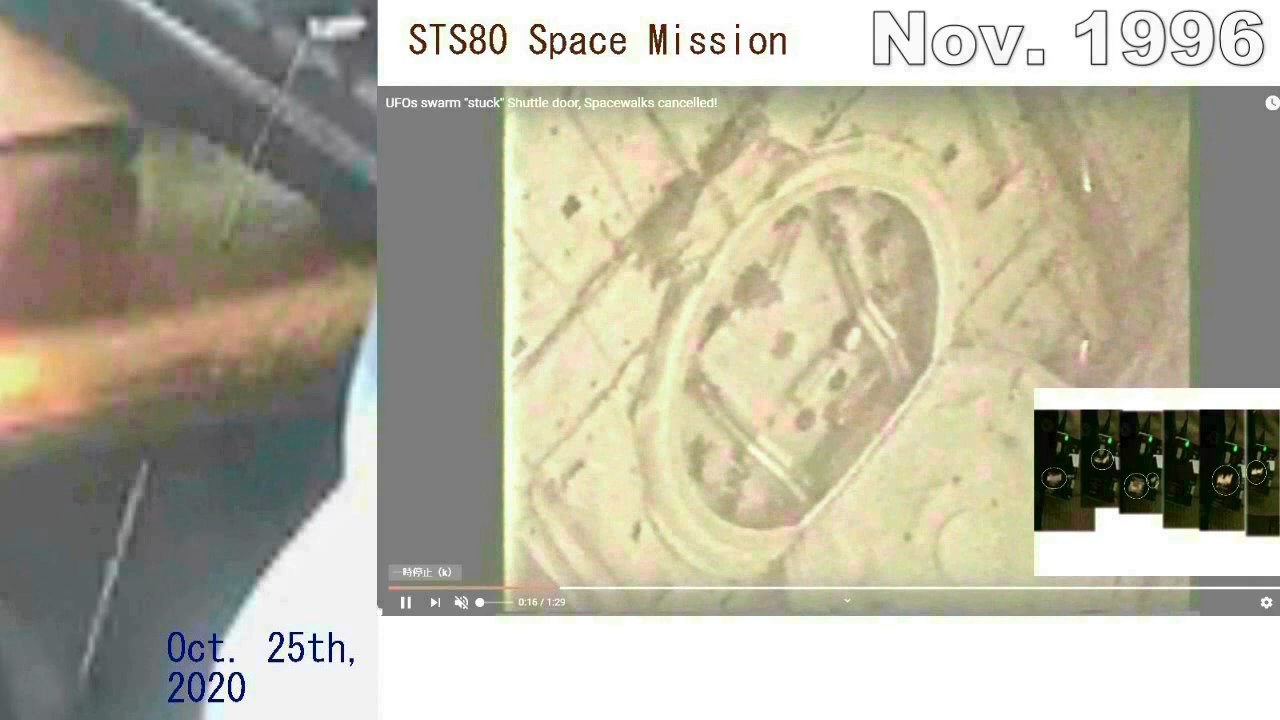 STS80 Space Mission
Nov. 1996
UFOs swarm "stuck" Shuttle door, Spacewalks cancelled!
一時停止 (k)
0:16 / 1:29
Oct. 25th,
2020